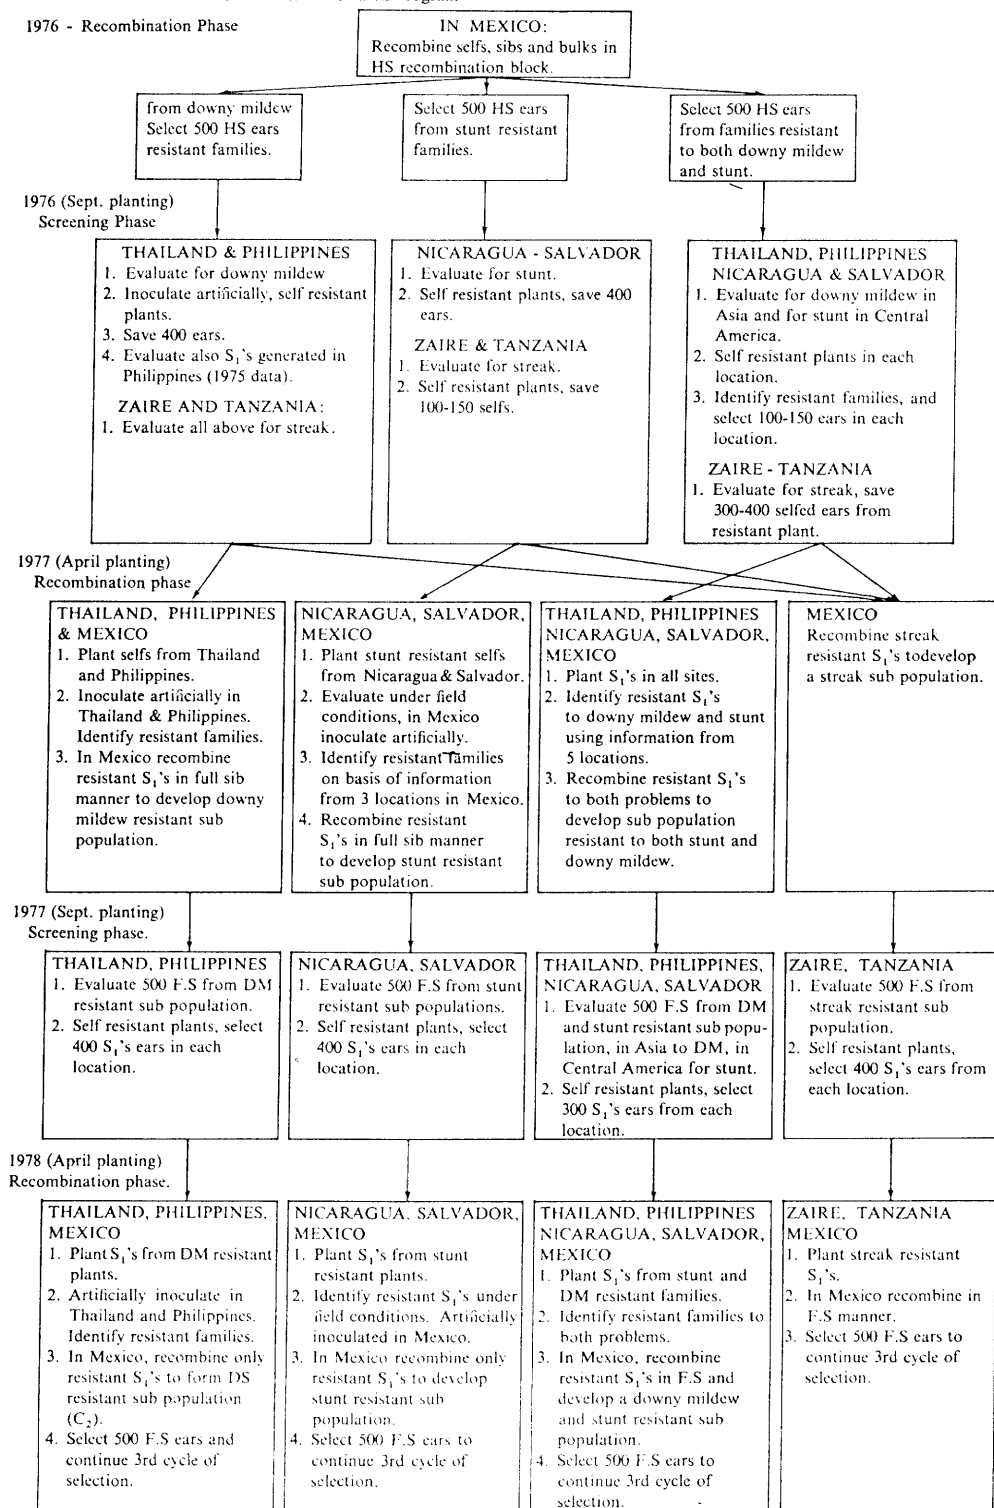 1976 - Recombination Phase
IN MEXICO:
Recombine selfs, sibs and bulks in
HS recombination block.
from downy mildew
Select 500 HS ears
resistant families.
Select 500 HS ears
from stunt resistant
families.
Select 500 HS ears
from families resistant
to both downy mildew
and stunt.
1976 (Sept. planting)
Screening Phase
THAILAND & PHILIPPINES
1. Evaluate for downy mildew
2. Inoculate artificially, self resistant
plants.
3. Save 400 ears.
4. Evaluate also S₁'s generated in
Philippines (1975 data).
ZAIRE AND TANZANIA:
1. Evaluate all above for streak.
NICARAGUA - SALVADOR
1. Evaluate for stunt.
2. Self resistant plants, save 400
ears.
ZAIRE & TANZANIA
1. Evaluate for streak.
2. Self resistant plants, save
100-150 selfs.
THAILAND, PHILIPPINES
NICARAGUA & SALVADOR
1. Evaluate for downy mildew in
Asia and for stunt in Central
America.
2. Self resistant plants in each
location.
3. Identify resistant families, and
select 100-150 ears in each
location.
ZAIRE - TANZANIA
1. Evaluate for streak, save
300-400 selfed ears from
resistant plant.
1977 (April planting)
Recombination phase
THAILAND, PHILIPPINES
& MEXICO
1. Plant selfs from Thailand
and Philippines.
2. Inoculate artificially in
Thailand & Philippines.
Identify resistant families.
3. In Mexico recombine
resistant S₁'s in full sib
manner to develop downy
mildew resistant sub
population.
NICARAGUA, SALVADOR,
MEXICO
1. Plant stunt resistant selfs
from Nicaragua & Salvador.
2. Evaluate under field
conditions, in Mexico
inoculate artificially.
3. Identify resistant families
on basis of information
from 3 locations in Mexico.
4. Recombine resistant
S₁'s in full sib manner
to develop stunt resistant
sub population.
THAILAND, PHILIPPINES
NICARAGUA, SALVADOR,
MEXICO
1. Plant S₁'s in all sites.
2. Identify resistant S₁'s
to downy mildew and stunt
using information from
5 locations.
3. Recombine resistant S₁'s
to both problems to
develop sub population
resistant to both stunt and
downy mildew.
MEXICO
Recombine streak
resistant S₁'s todevelop
a streak sub population.
1977 (Sept. planting)
Screening phase.
THAILAND, PHILIPPINES
1. Evaluate 500 F.S from DM
resistant sub population.
2. Self resistant plants, select
400 S₁'s ears in each
location.
NICARAGUA, SALVADOR
1. Evaluate 500 F.S from stunt
resistant sub populations.
2. Self resistant plants, select
400 S₁'s ears in each
location.
THAILAND, PHILIPPINES,
NICARAGUA, SALVADOR
1. Evaluate 500 F.S from DM
and stunt resistant sub popu-
lation, in Asia to DM, in
Central America for stunt.
2. Self resistant plants, select
300 S₁'s ears from each
location.
ZAIRE, TANZANIA
1. Evaluate 500 F.S from
streak resistant sub
population.
2. Self resistant plants,
select 400 S₁'s ears from
each location.
1978 (April planting)
Recombination phase.
THAILAND, PHILIPPINES.
MEXICO
1. Plant S₁'s from DM resistant
plants.
2. Artificially inoculate in
Thailand and Philippines.
Identify resistant families.
3. In Mexico, recombine only
resistant S₁'s to form DS
resistant sub population
(C₂).
4. Select 500 F.S ears and
continue 3rd cycle of
selection.
NICARAGUA, SALVADOR,
MEXICO
1. Plant S₁'s from stunt
resistant plants.
2. Identify resistant S₁'s under
field conditions. Artificially
inoculated in Mexico.
3. In Mexico recombine only
resistant S₁'s to develop
stunt resistant sub
population.
4. Select 500 F.S ears to
continue 3rd cycle of
selection.
THAILAND, PHILIPPINES
NICARAGUA, SALVADOR,
MEXICO
1. Plant S₁'s from stunt and
DM resistant families.
2. Identify resistant families to
both problems.
3. In Mexico, recombine
resistant S₁'s in F.S and
develop a downy mildew
and stunt resistant sub
population.
4. Select 500 F.S ears to
continue 3rd cycle of
selection.
ZAIRE, TANZANIA
MEXICO
1. Plant streak resistant
S₁'s.
2. In Mexico recombine in
F.S manner.
3. Select 500 F.S ears to
continue 3rd cycle of
selection.